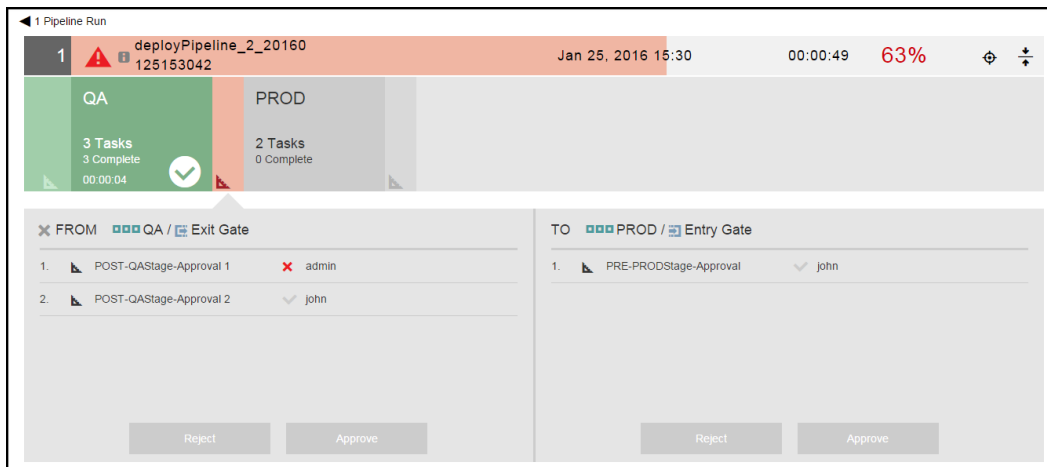 1 Pipeline Run
1 deployPipeline_2_20160 Jan 25, 2016 15:30 00:00:49 63%
125153042
QA PROD
3 Tasks 2 Tasks
3 Complete 0 Complete
00:00:04
FROM QA / Exit Gate TO PROD / Entry Gate
1. POST-QAStage-Approval 1 admin 1. PRE-PRODStage-Approval john
2. POST-QAStage-Approval 2 john
Reject Approve Reject Approve